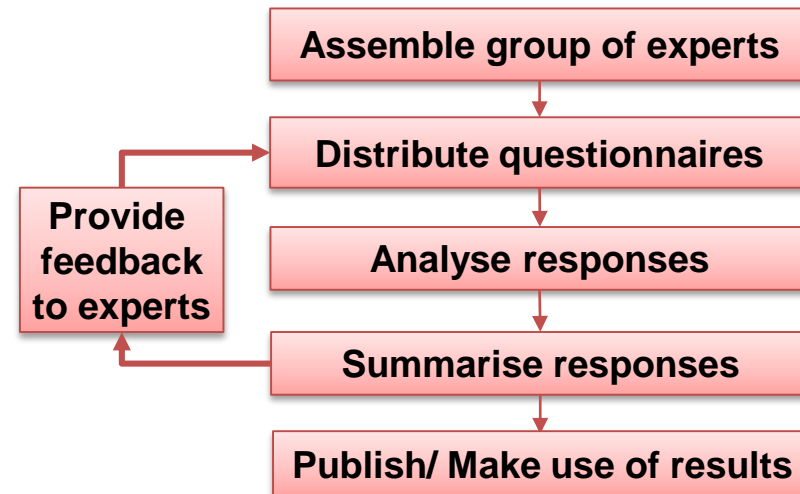 Assemble group of experts
Distribute questionnaires
Provide
feedback
to experts
Analyse responses
Summarise responses
Publish/ Make use of results